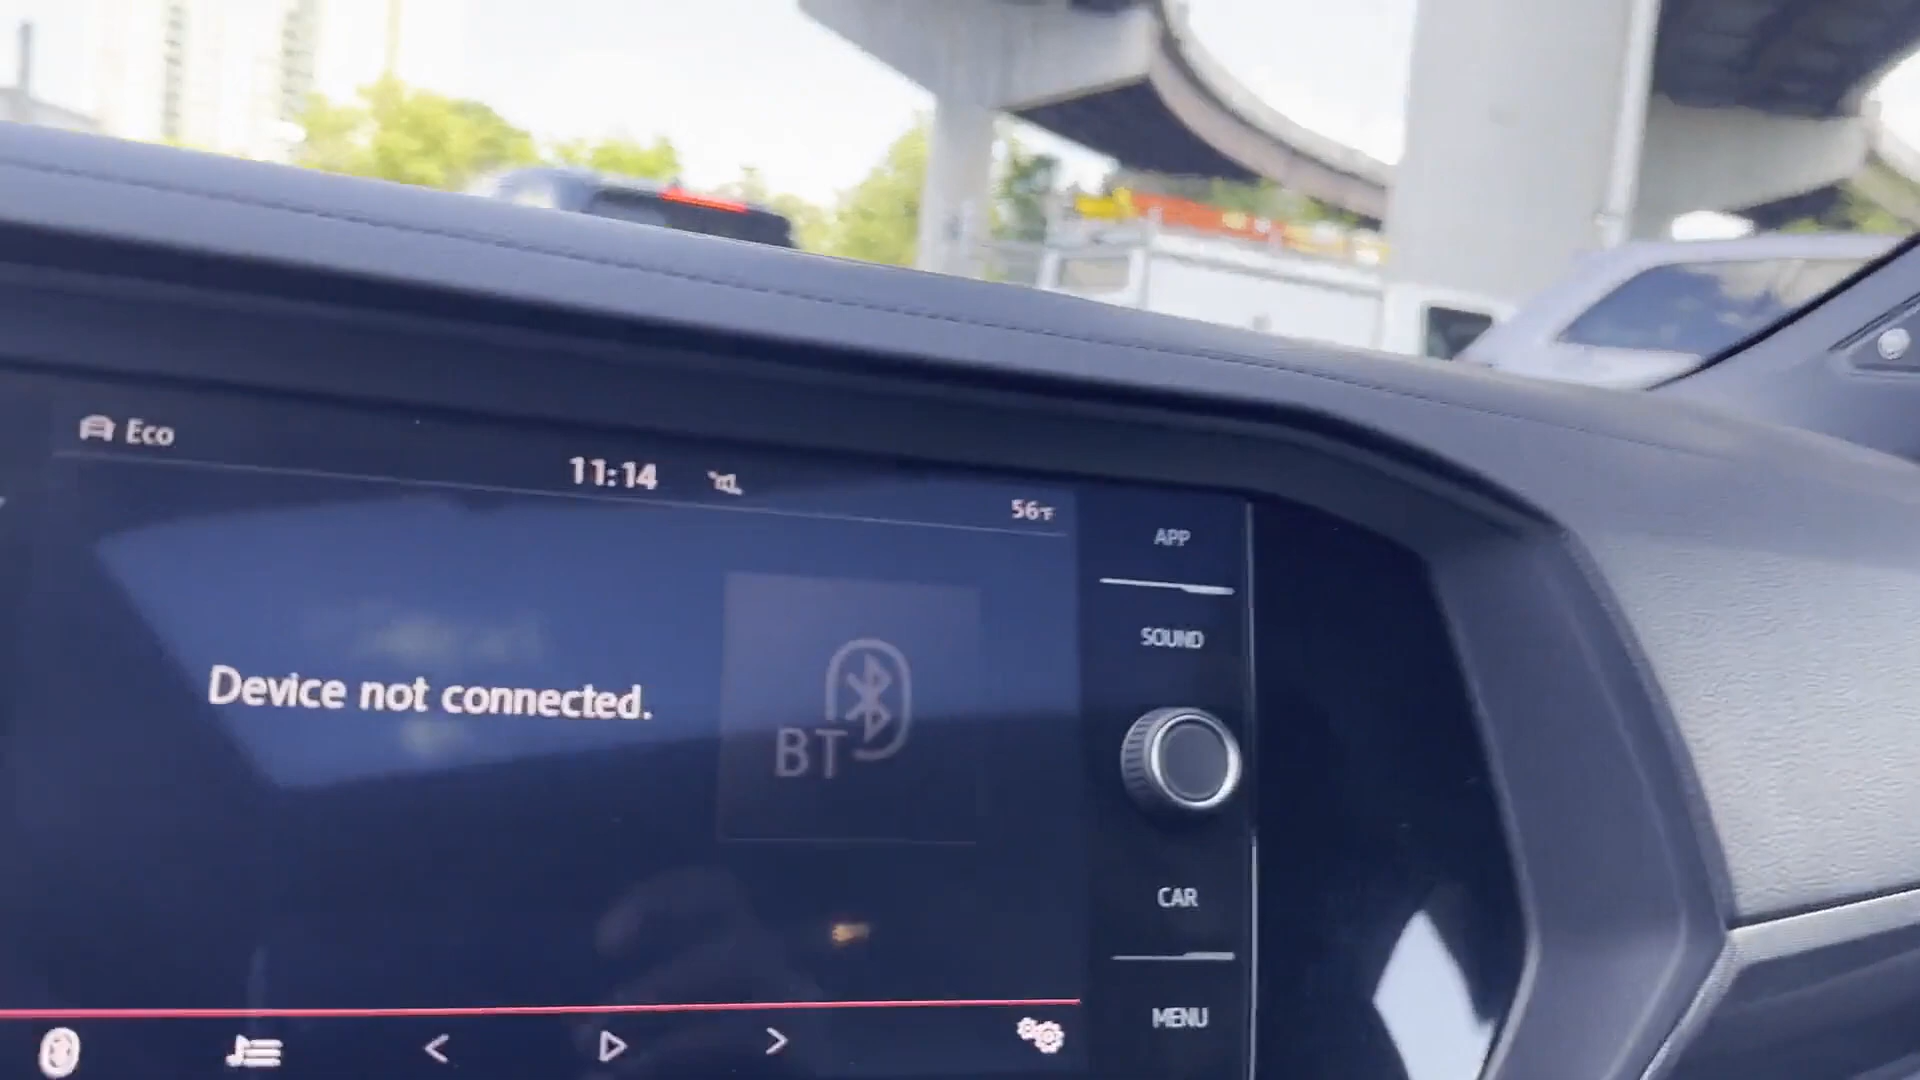 Eco
11:14
56°F
APP
SOUND
Device not connected.
BT
CAR
MENU